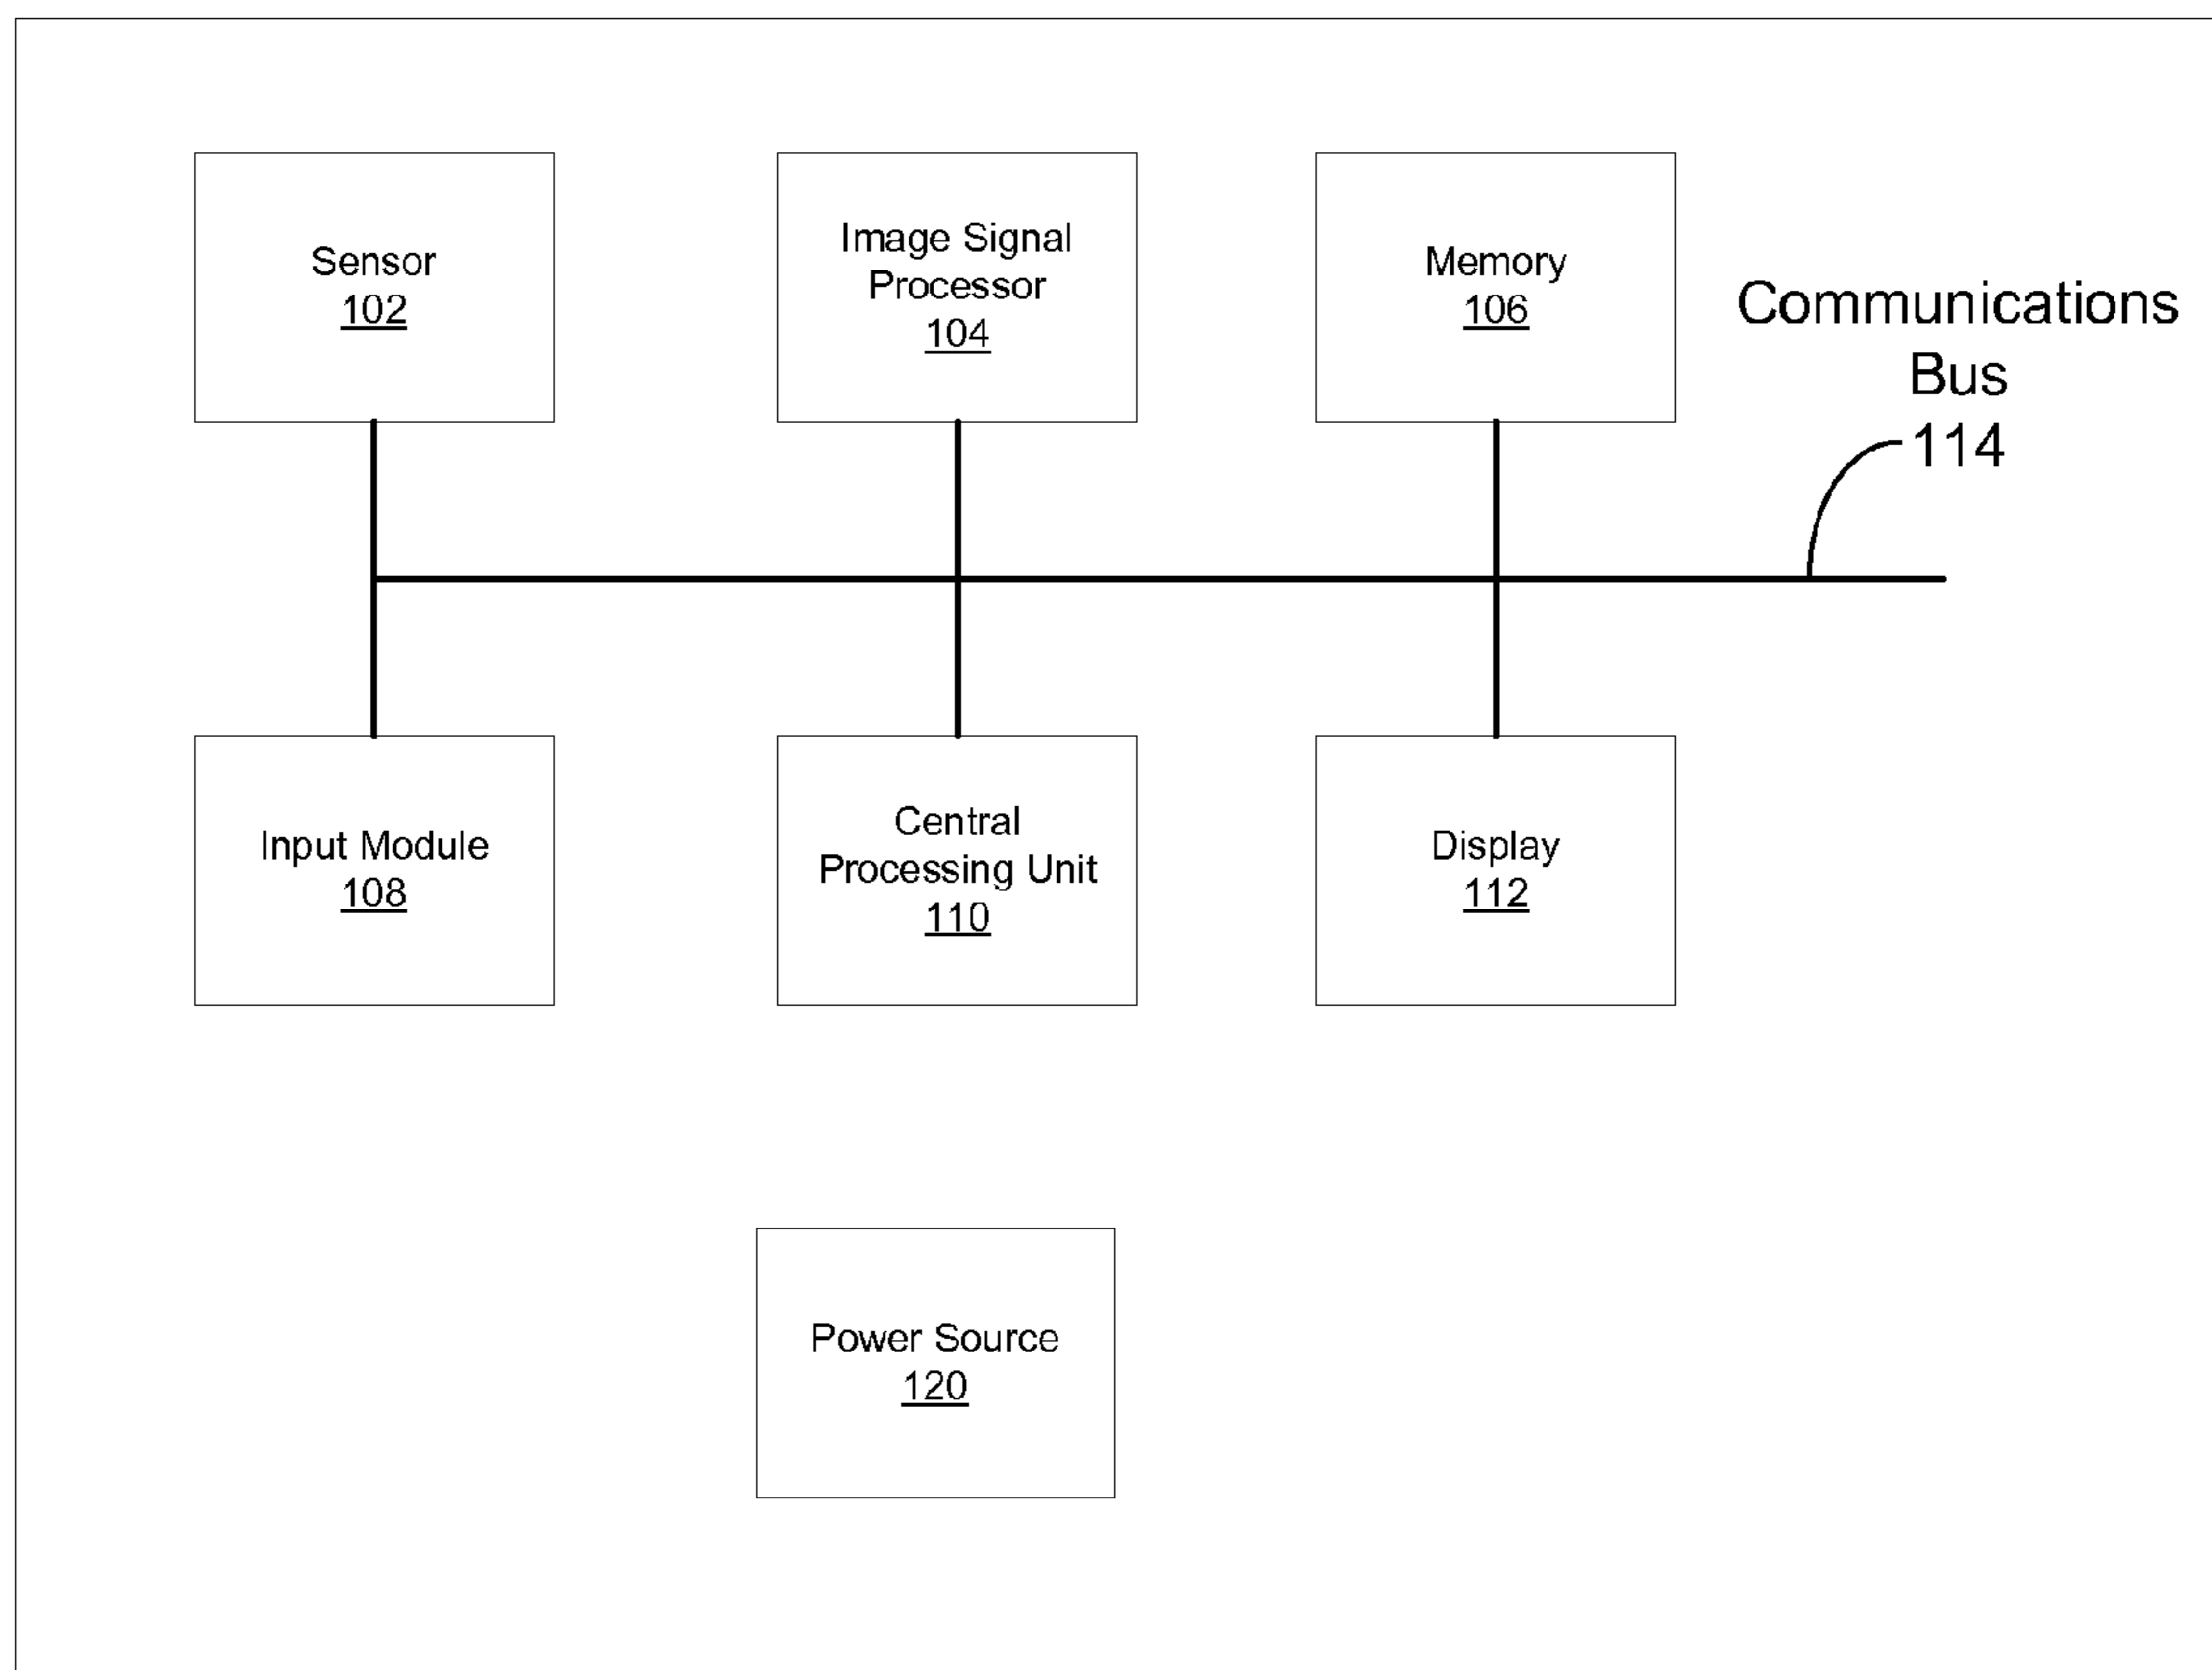 Sensor
102
Image Signal
Processor
104
Memory
106
Communications
Bus
114
Input Module
108
Central
Processing Unit
110
Display
112
Power Source
120